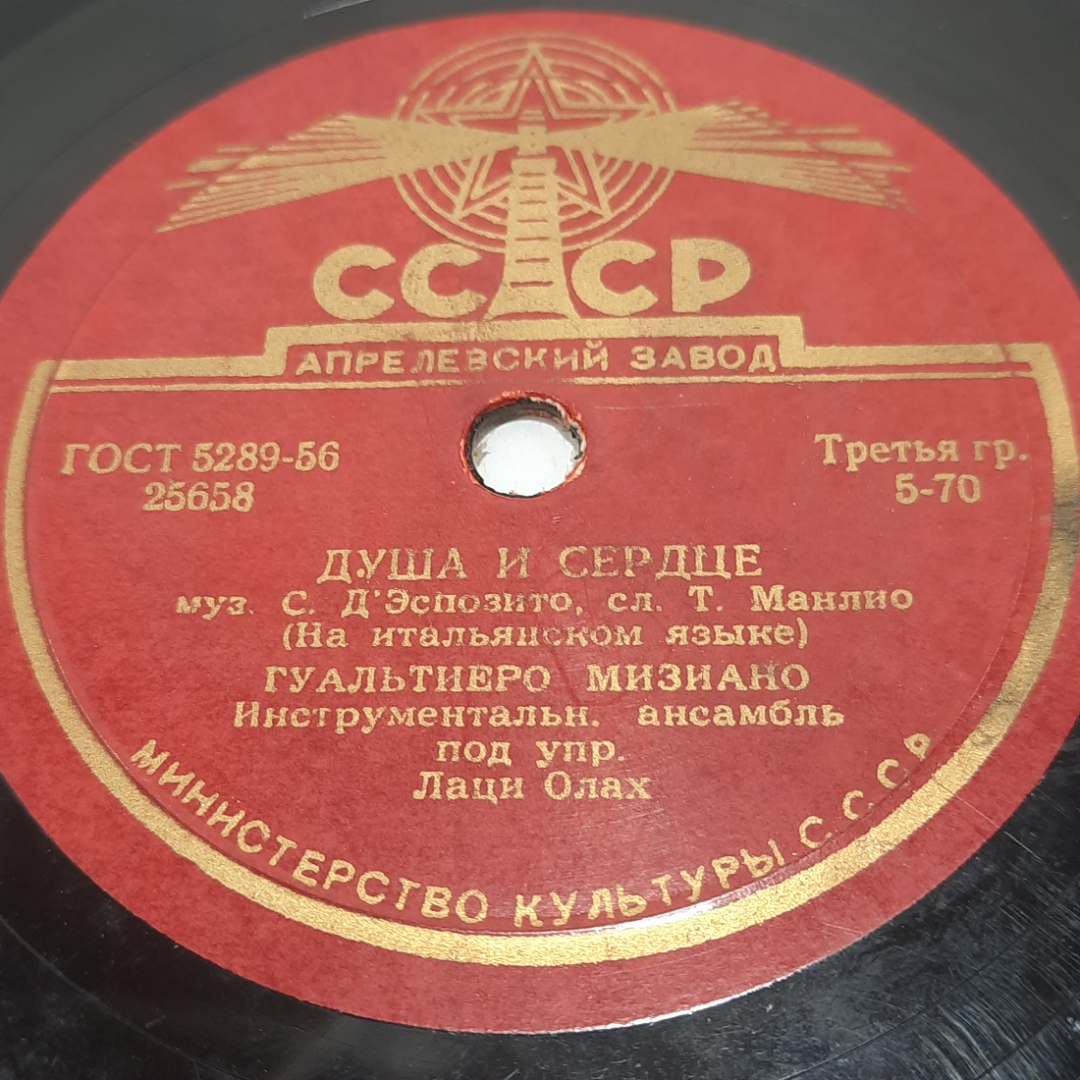 СССР
АПРЕЛЕВСКИЙ ЗАВОД
ГОСТ 5289-56
25658
Третья гр.
5-70
ДУША И СЕРДЦЕ
муз. С. Д'Эспозито, сл. Т. Манлио
(На итальянском языке)
ГУАЛЬТИЕРО МИЗИАНО
Инструментальн. ансамбль
под упр.
Лаци Олах
МИНИСТЕРСТВО КУЛЬТУРЫ С.С.С.Р.